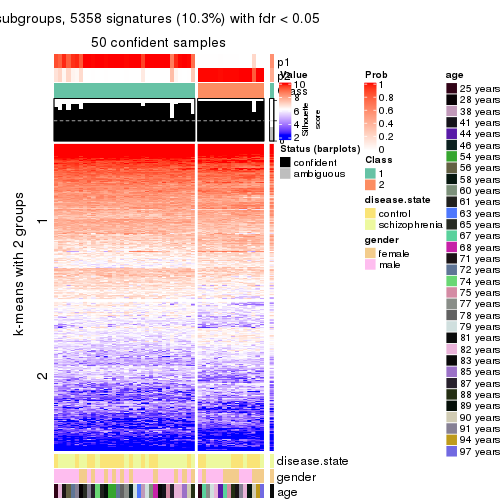 subgroups, 5358 signatures (10.3%) with fdr < 0.05
50 confident samples
p1
p2
Class
k-means with 2 groups
1
2
disease.state
gender
age
Value
10
8
6
4
2
Silhouette
score
Status (barplots)
confident
ambiguous
Prob
1
0.8
0.6
0.4
0.2
0
Class
1
2
disease.state
control
schizophrenia
gender
female
male
age
25 years
28 years
38 years
41 years
44 years
46 years
54 years
56 years
58 years
60 years
61 years
63 years
65 years
67 years
68 years
71 years
72 years
74 years
75 years
77 years
78 years
79 years
81 years
82 years
83 years
85 years
87 years
88 years
89 years
90 years
91 years
94 years
97 years